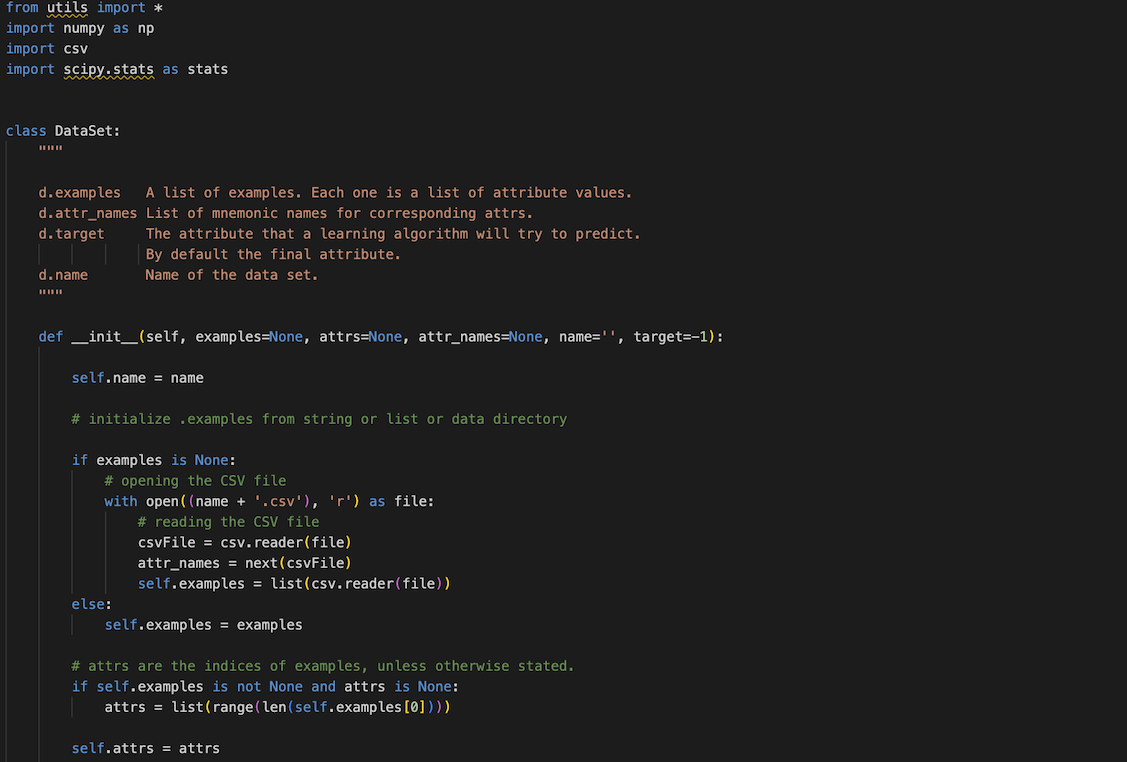 from utils import *
import numpy as np
import csv
import scipy.stats as stats
class DataSet:
"""
d.examples   A list of examples. Each one is a list of attribute values.
d.attr_names List of mnemonic names for corresponding attrs.
d.target     The attribute that a learning algorithm will try to predict.
By default the final attribute.
d.name       Name of the data set.
"""
def __init__(self, examples=None, attrs=None, attr_names=None, name='', target=-1):
self.name = name
# initialize .examples from string or list or data directory
if examples is None:
# opening the CSV file
with open((name + '.csv'), 'r') as file:
# reading the CSV file
csvFile = csv.reader(file)
attr_names = next(csvFile)
self.examples = list(csv.reader(file))
else:
self.examples = examples
# attrs are the indices of examples, unless otherwise stated.
if self.examples is not None and attrs is None:
attrs = list(range(len(self.examples[0])))
self.attrs = attrs